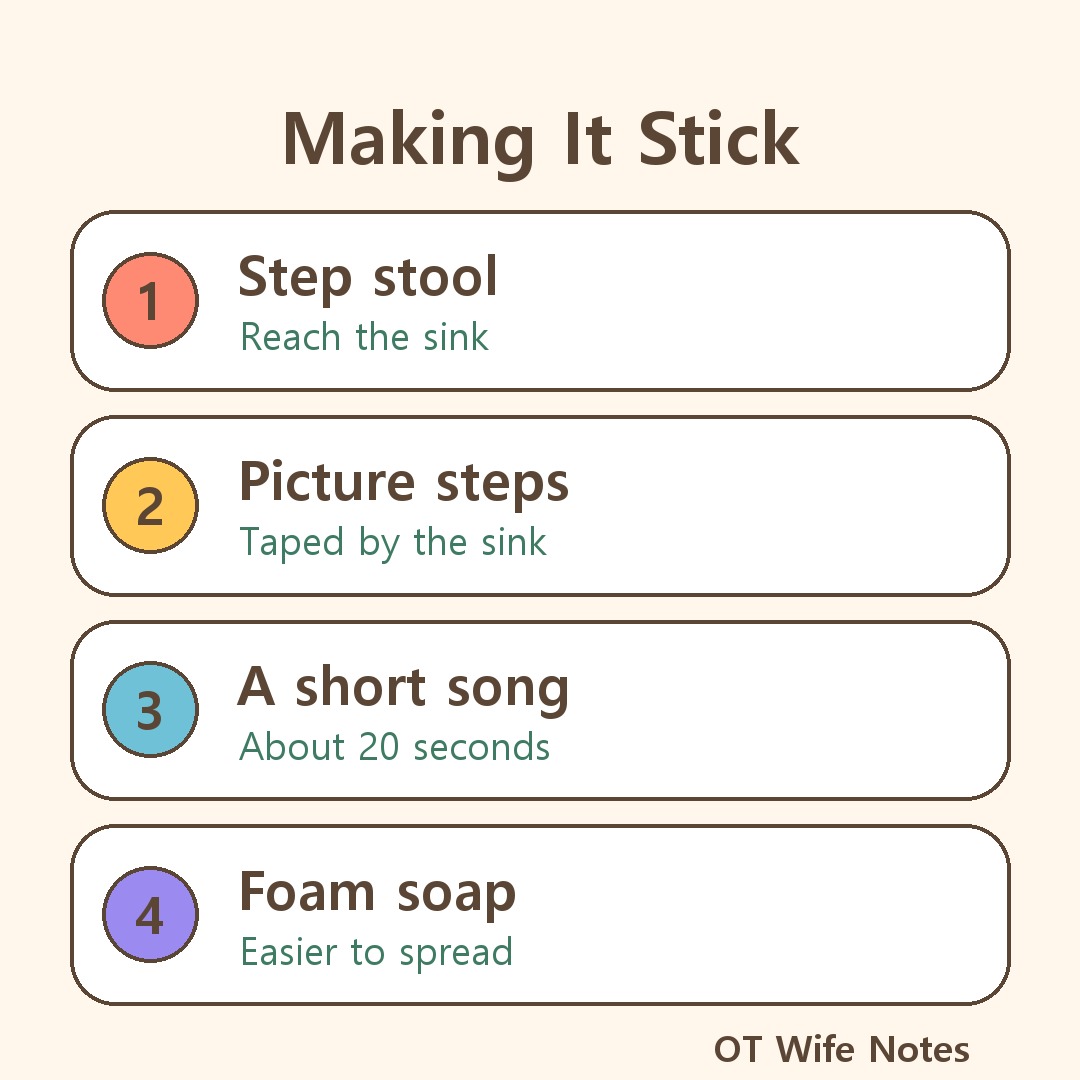 Making It Stick
1
Step stool
Reach the sink
2
Picture steps
Taped by the sink
3
A short song
About 20 seconds
4
Foam soap
Easier to spread
OT Wife Notes